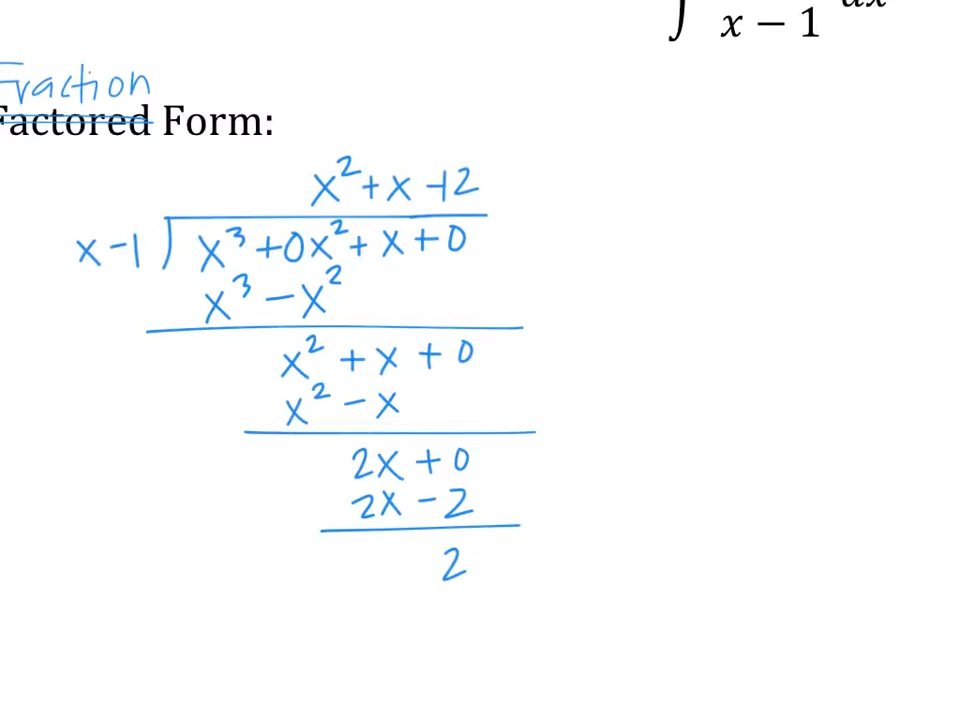 ∫ x − 1 dx
Fraction
Factored Form:
x² + x + 2
x − 1 ) x³ + 0x² + x + 0
x³ − x²
x² + x + 0
x² − x
2x + 0
2x − 2
2